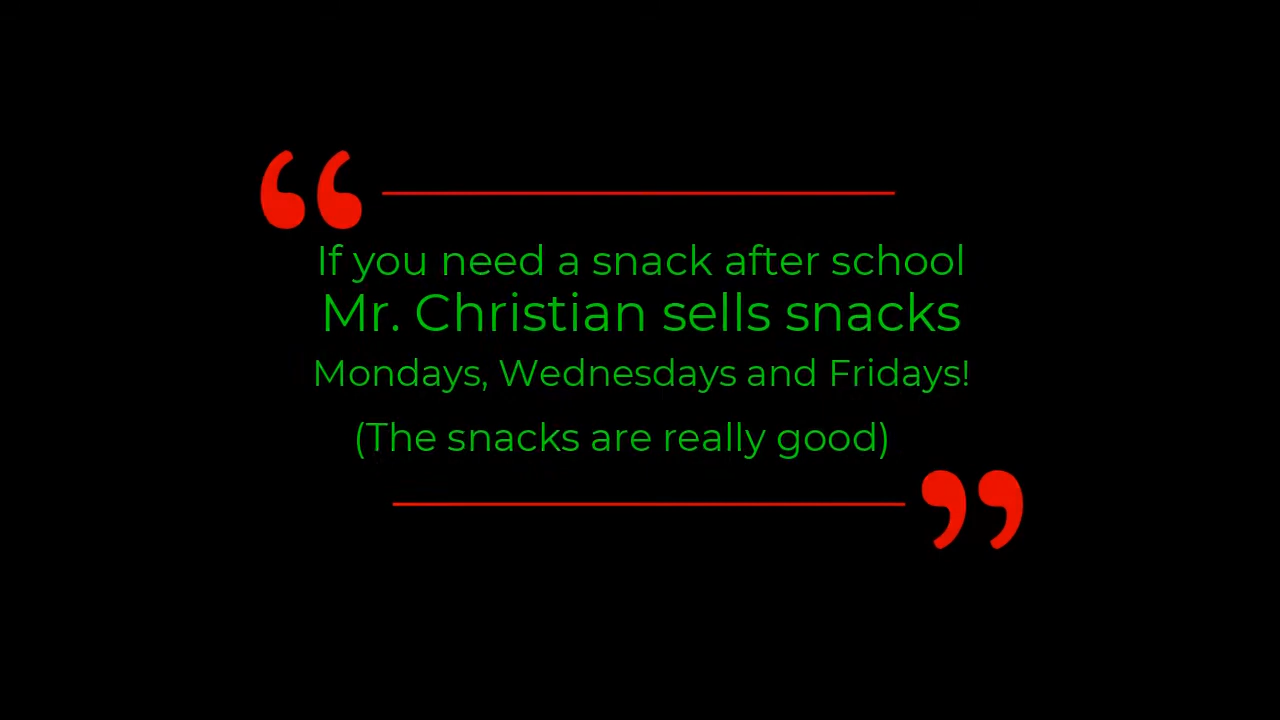 “
If you need a snack after school
Mr. Christian sells snacks
Mondays, Wednesdays and Fridays!
(The snacks are really good)
”